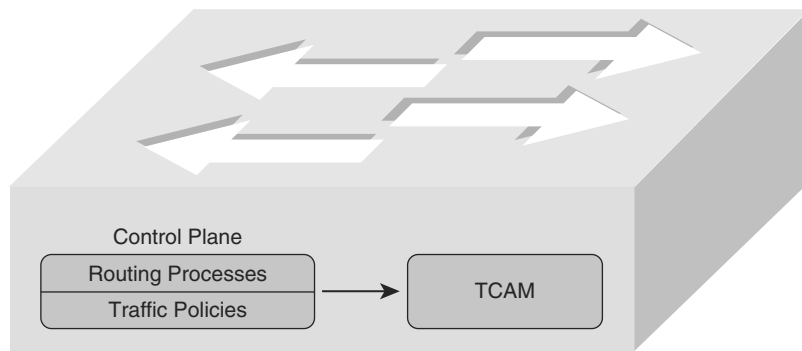 Control Plane
Routing Processes
Traffic Policies
TCAM